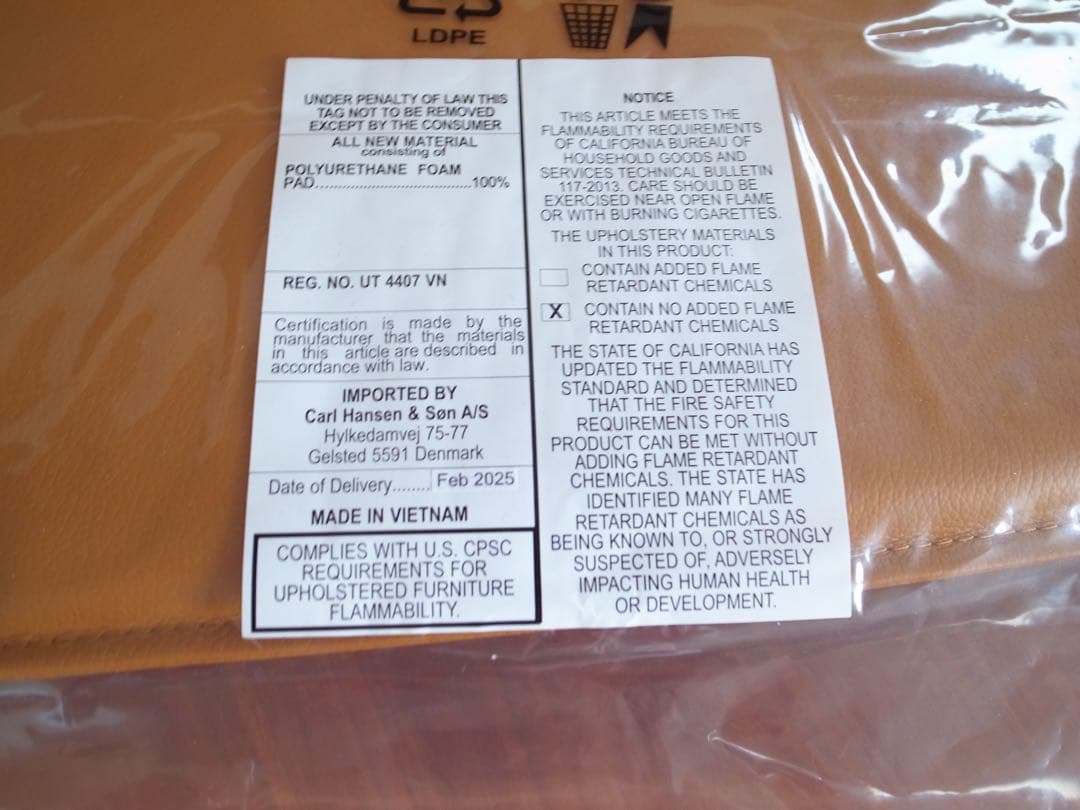 LDPE
UNDER PENALTY OF LAW THIS
TAG NOT TO BE REMOVED
EXCEPT BY THE CONSUMER
ALL NEW MATERIAL
consisting of
POLYURETHANE FOAM
PAD........................................100%
REG. NO. UT 4407 VN
Certification is made by the
manufacturer that the materials
in this article are described in
accordance with law.
IMPORTED BY
Carl Hansen & Søn A/S
Hylkedamvej 75-77
Gelsted 5591 Denmark
Date of Delivery........ Feb 2025
MADE IN VIETNAM
COMPLIES WITH U.S. CPSC
REQUIREMENTS FOR
UPHOLSTERED FURNITURE
FLAMMABILITY.
NOTICE
THIS ARTICLE MEETS THE
FLAMMABILITY REQUIREMENTS
OF CALIFORNIA BUREAU OF
HOUSEHOLD GOODS AND
SERVICES TECHNICAL BULLETIN
117-2013. CARE SHOULD BE
EXERCISED NEAR OPEN FLAME
OR WITH BURNING CIGARETTES.
THE UPHOLSTERY MATERIALS
IN THIS PRODUCT:
CONTAIN ADDED FLAME
RETARDANT CHEMICALS
X CONTAIN NO ADDED FLAME
RETARDANT CHEMICALS
THE STATE OF CALIFORNIA HAS
UPDATED THE FLAMMABILITY
STANDARD AND DETERMINED
THAT THE FIRE SAFETY
REQUIREMENTS FOR THIS
PRODUCT CAN BE MET WITHOUT
ADDING FLAME RETARDANT
CHEMICALS. THE STATE HAS
IDENTIFIED MANY FLAME
RETARDANT CHEMICALS AS
BEING KNOWN TO, OR STRONGLY
SUSPECTED OF, ADVERSELY
IMPACTING HUMAN HEALTH
OR DEVELOPMENT.